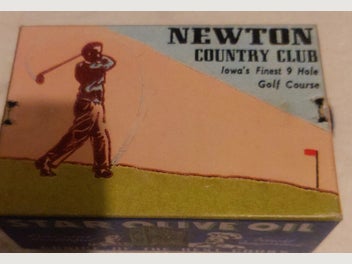 NEWTON
COUNTRY CLUB
Iowa's Finest 9 Hole
Golf Course
STAR OLIVE OIL